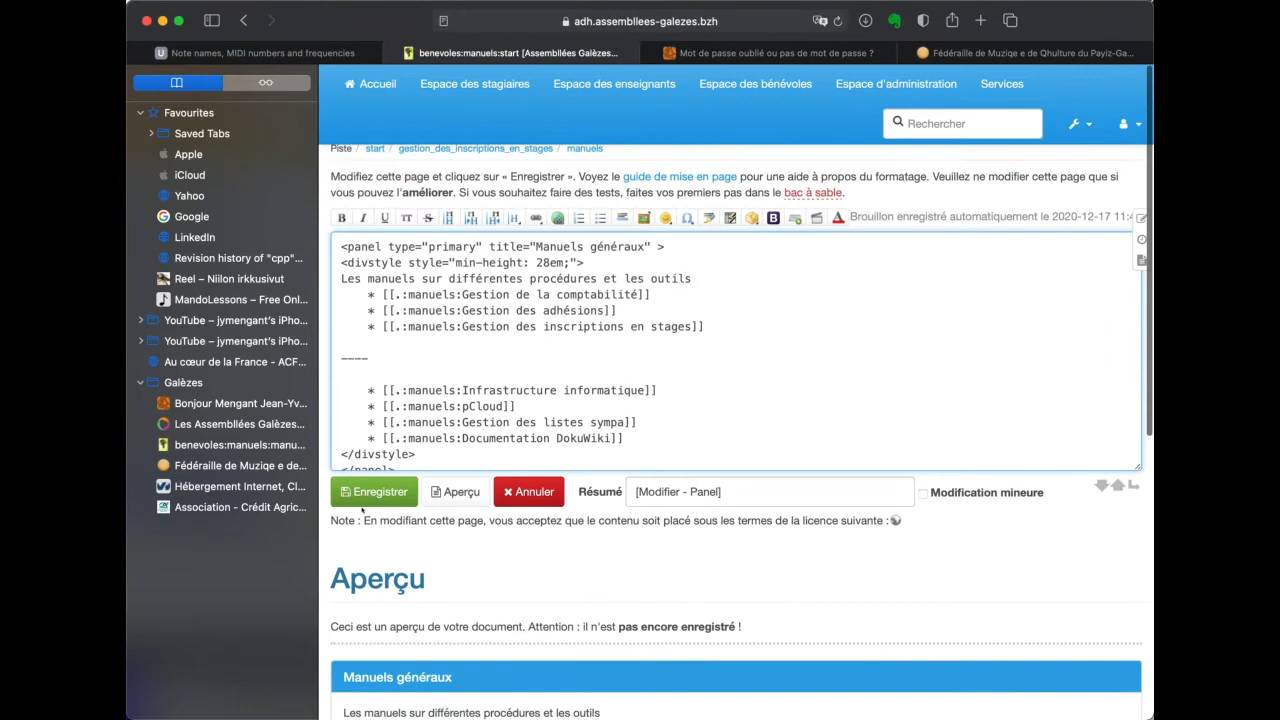 adh.assembllees-galezes.bzh
Note names, MIDI numbers and frequencies
benevoles:manuels:start [Assembllées Galèzes...
Mot de passe oublié ou pas de mot de passe ?
Fédéraille de Muziqe e de Qhulture du Payiz-Ga...
Favourites
Saved Tabs
Apple
iCloud
Yahoo
Google
LinkedIn
Revision history of "cpp"...
Reel – Niilon irkkusivut
MandoLessons – Free Onl...
YouTube – jymengant's iPho...
YouTube – jymengant's iPho...
Au cœur de la France - ACF...
Galèzes
Bonjour Mengant Jean-Yv...
Les Assembllées Galèzes...
benevoles:manuels:manu...
Fédéraille de Muziqe e de...
Hébergement Internet, Cl...
Association - Crédit Agric...
Accueil
Espace des stagiaires
Espace des enseignants
Espace des bénévoles
Espace d'administration
Services
Rechercher
Piste / start / gestion_des_inscriptions_en_stages / manuels
Modifiez cette page et cliquez sur « Enregistrer ». Voyez le guide de mise en page pour une aide à propos du formatage. Veuillez ne modifier cette page que si
vous pouvez l'améliorer. Si vous souhaitez faire des tests, faites vos premiers pas dans le bac à sable.
Brouillon enregistré automatiquement le 2020-12-17 11:4
<panel type="primary" title="Manuels généraux" >
<divstyle style="min-height: 28em;">
Les manuels sur différentes procédures et les outils
* [[.:manuels:Gestion de la comptabilité]]
* [[.:manuels:Gestion des adhésions]]
* [[.:manuels:Gestion des inscriptions en stages]]
----
* [[.:manuels:Infrastructure informatique]]
* [[.:manuels:pCloud]]
* [[.:manuels:Gestion des listes sympa]]
* [[.:manuels:Documentation DokuWiki]]
</divstyle>
</panel>
Enregistrer
Aperçu
Annuler
Résumé
[Modifier - Panel]
Modification mineure
Note : En modifiant cette page, vous acceptez que le contenu soit placé sous les termes de la licence suivante :
Aperçu
Ceci est un aperçu de votre document. Attention : il n'est pas encore enregistré !
Manuels généraux
Les manuels sur différentes procédures et les outils